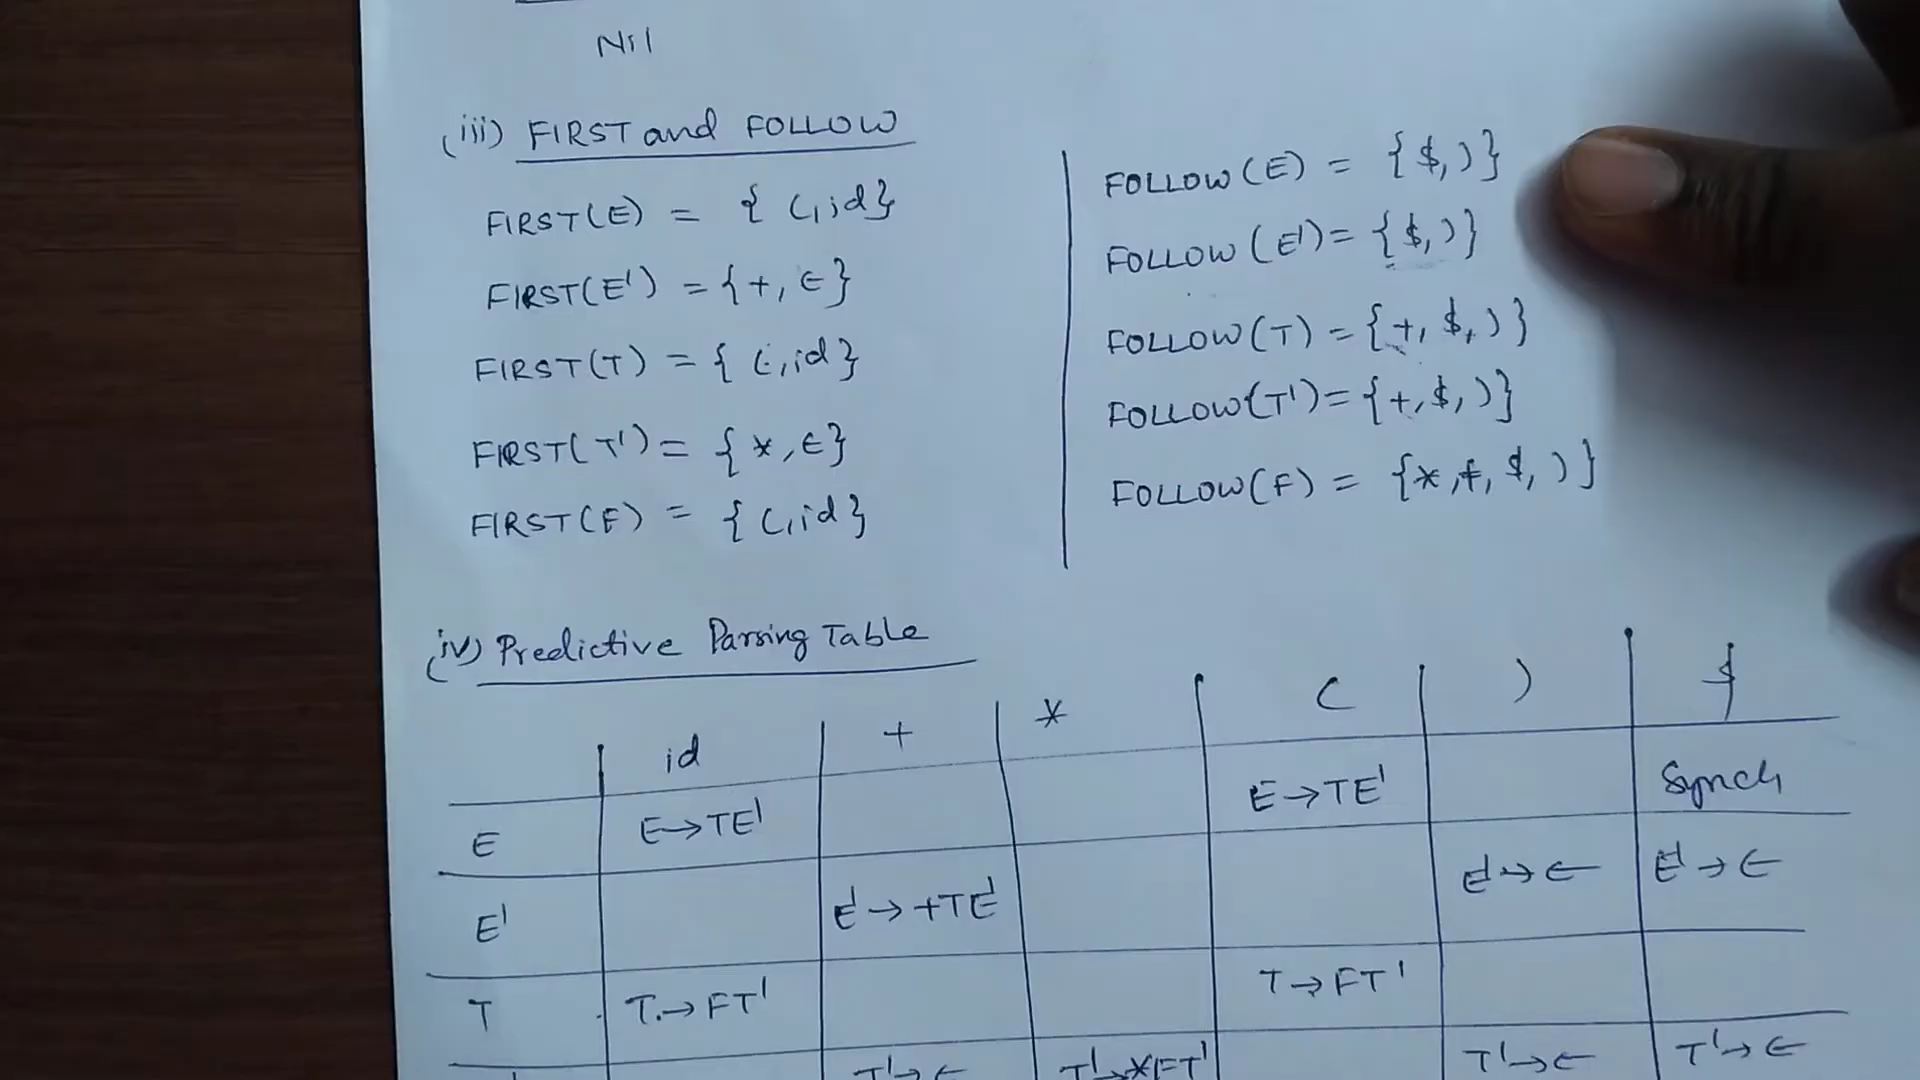 Nil
(iii) FIRST and FOLLOW
FIRST(E) = { (, id}
FIRST(E') = {+, ∈}
FIRST(T) = { (, id}
FIRST(T') = { *, ∈}
FIRST(F) = { (, id}
FOLLOW(E) = {$, )}
FOLLOW(E') = {$, )}
FOLLOW(T) = {+, $, )}
FOLLOW(T') = {+, $, )}
FOLLOW(F) = {*, +, $, )}
(iv) Predictive Parsing Table
id + * ( ) $
E E→TE' E→TE' Synch
E' E'→+TE' E'→∈ E'→∈
T T→FT' T→FT'
T'→∈ T'→*FT' T'→∈ T'→∈